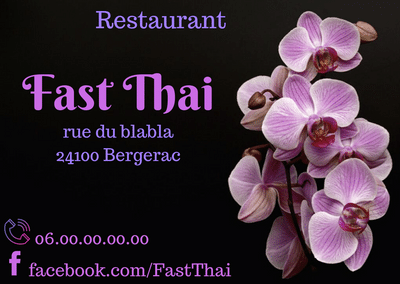 Restaurant
Fast Thai
rue du blabla
24100 Bergerac
06.00.00.00.00
facebook.com/FastThai